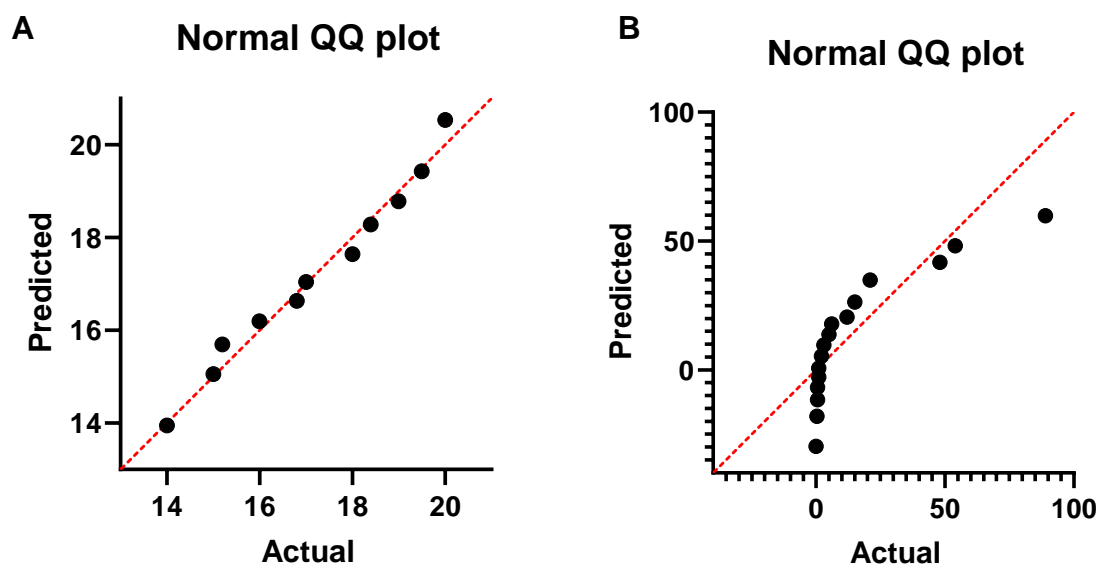 A
Normal QQ plot
20
18
16
14
Predicted
14 16 18 20
Actual
B
Normal QQ plot
100
50
0
Predicted
0 50 100
Actual